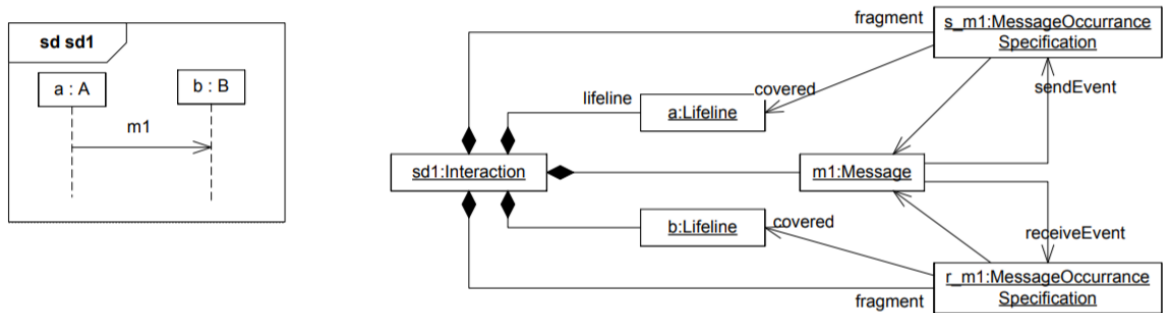 sd sd1
a : A
b : B
m1
fragment
s_m1:MessageOccurrance
Specification
sendEvent
covered
lifeline
a:Lifeline
sd1:Interaction
m1:Message
b:Lifeline
covered
receiveEvent
r_m1:MessageOccurrance
Specification
fragment